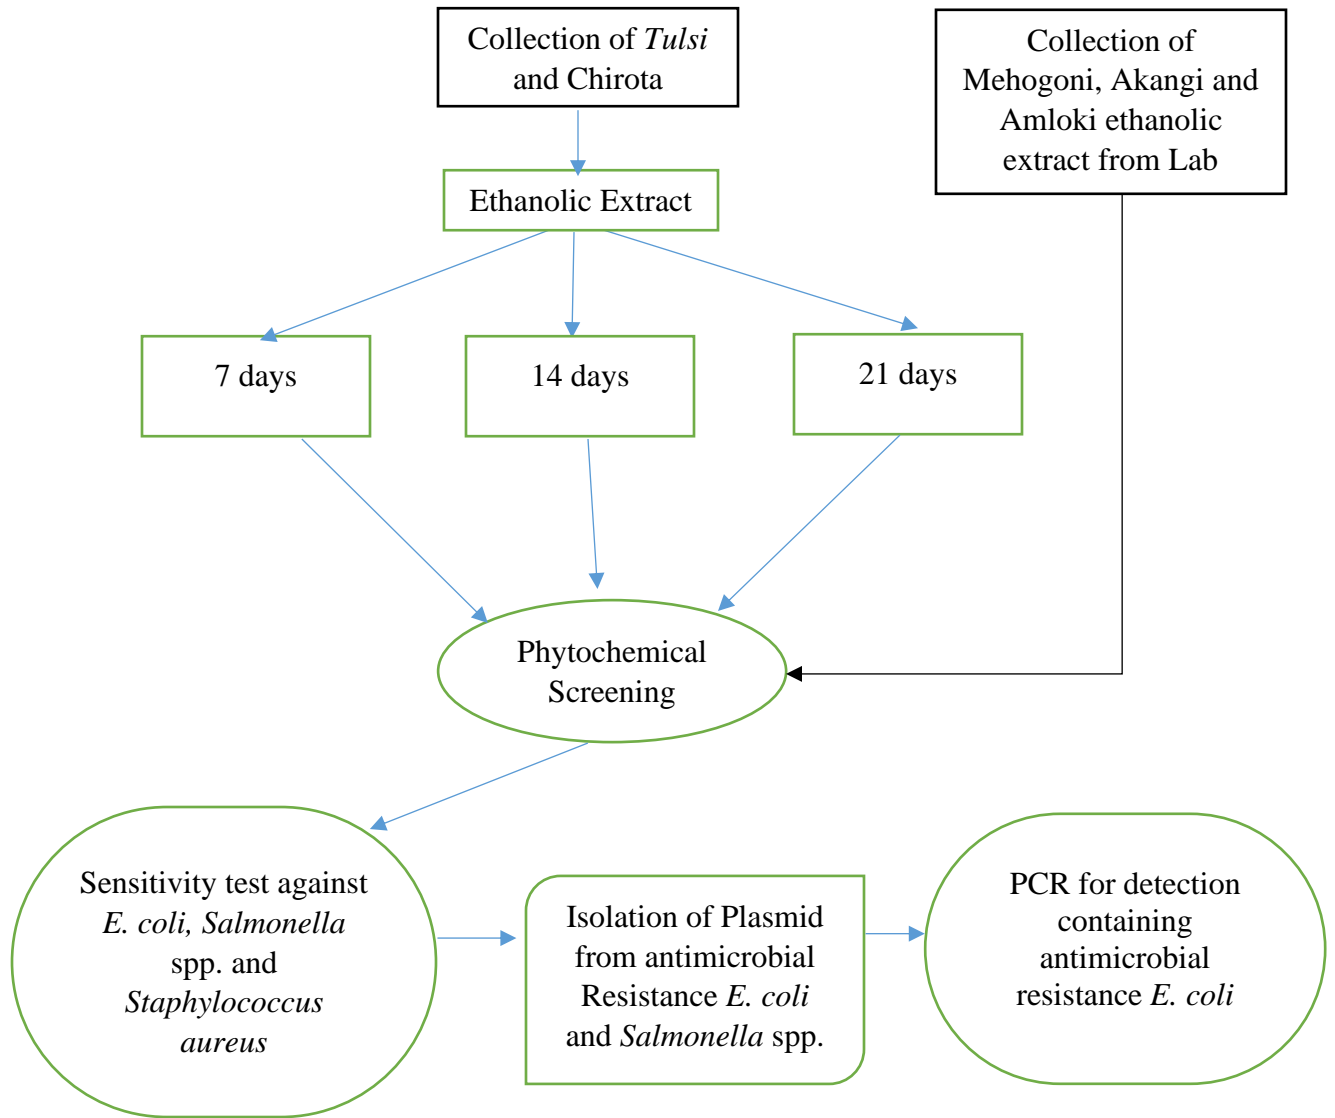 Collection of Tulsi
and Chirota
Collection of
Mehogoni, Akangi and
Amloki ethanolic
extract from Lab
Ethanolic Extract
7 days
14 days
21 days
Phytochemical
Screening
Sensitivity test against
E. coli, Salmonella
spp. and
Staphylococcus
aureus
Isolation of Plasmid
from antimicrobial
Resistance E. coli
and Salmonella spp.
PCR for detection
containing
antimicrobial
resistance E. coli